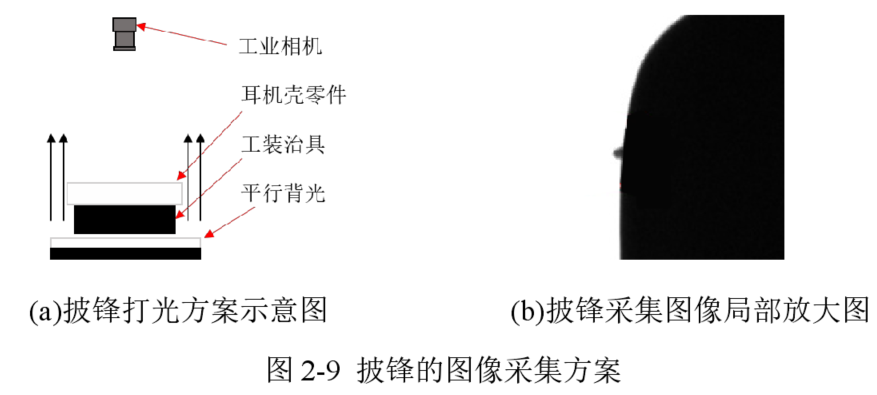 工业相机
耳机壳零件
工装治具
平行背光
(a)披锋打光方案示意图
(b)披锋采集图像局部放大图
图 2-9 披锋的图像采集方案